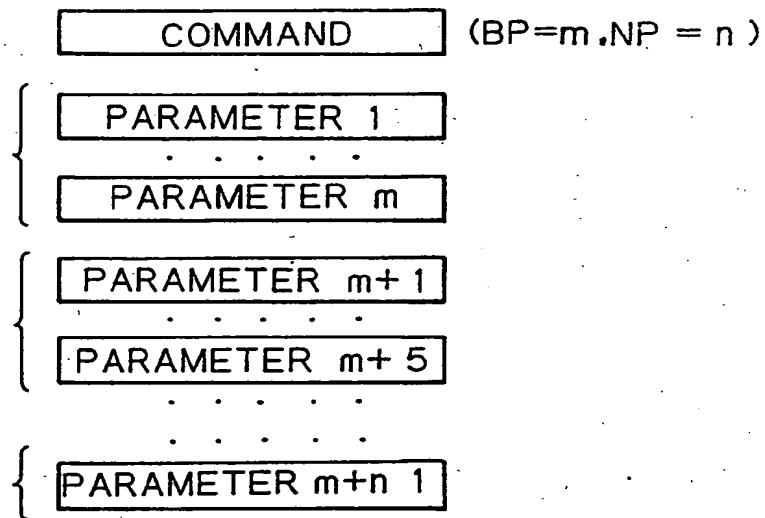 COMMAND (BP=m,NP = n)
PARAMETER 1
. . . . .
PARAMETER m
PARAMETER m+1
. . . . .
PARAMETER m+5
. . . . .
. . . . .
PARAMETER m+n 1